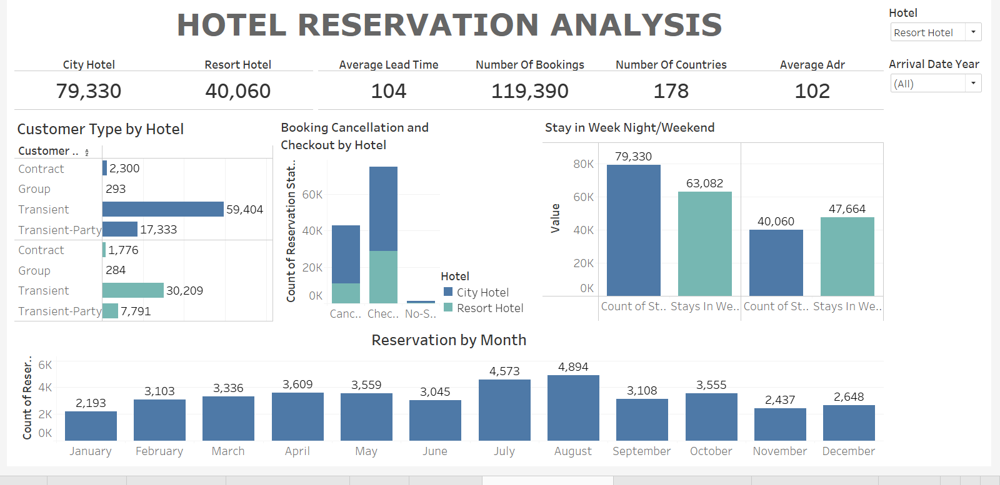 HOTEL RESERVATION ANALYSIS
Hotel
Resort Hotel
Arrival Date Year
(All)
City Hotel
Resort Hotel
Average Lead Time
Number Of Bookings
Number Of Countries
Average Adr
79,330
40,060
104
119,390
178
102
Customer Type by Hotel
Customer ..
Contract
2,300
Group
293
Transient
59,404
Transient-Party
17,333
Contract
1,776
Group
284
Transient
30,209
Transient-Party
7,791
Booking Cancellation and
Checkout by Hotel
Count of Reservation Stat..
60K
40K
20K
0K
Canc..
Chec..
No-S..
Hotel
City Hotel
Resort Hotel
Stay in Week Night/Weekend
Value
80K
60K
40K
20K
0K
79,330
63,082
40,060
47,664
Count of St..
Stays In We..
Count of St..
Stays In We..
Reservation by Month
Count of Reser..
6K
4K
2K
0K
2,193
3,103
3,336
3,609
3,559
3,045
4,573
4,894
3,108
3,555
2,437
2,648
January
February
March
April
May
June
July
August
September
October
November
December